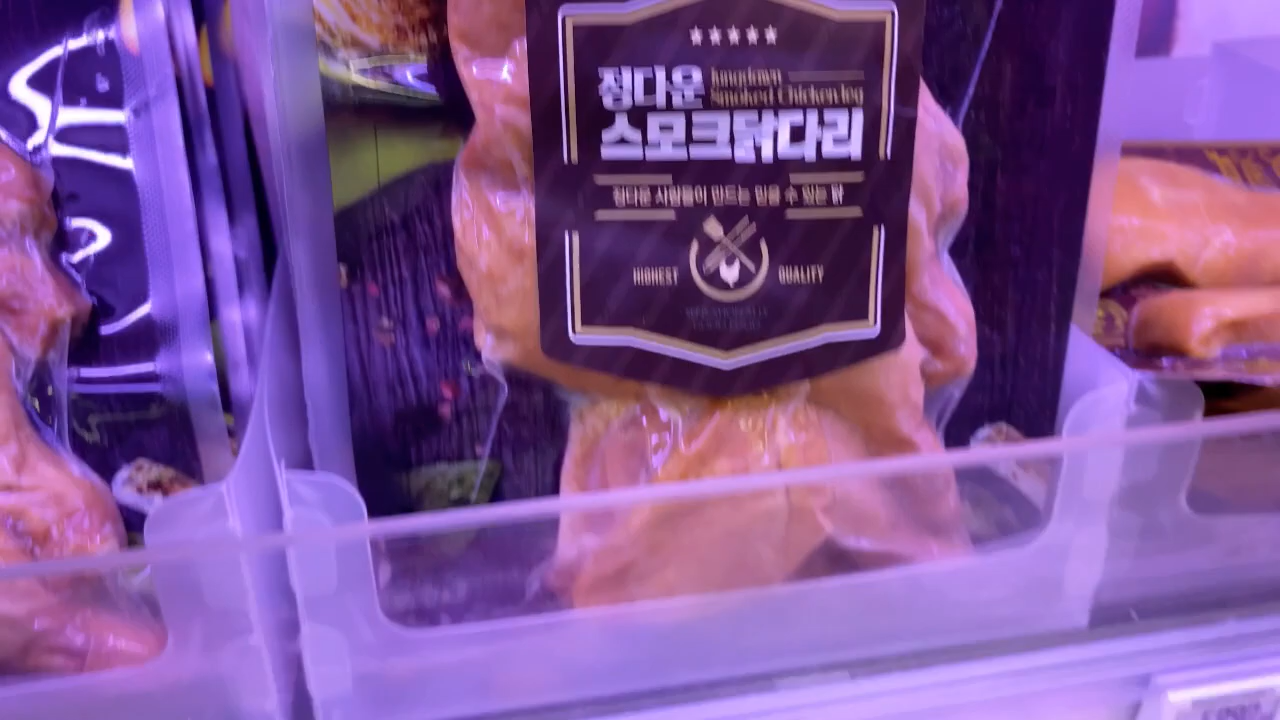 정다운
Jungdawn
Smoked Chicken leg
스모크닭다리
정다운 사람들이 만드는 믿을 수 있는 닭
HIGHEST QUALITY